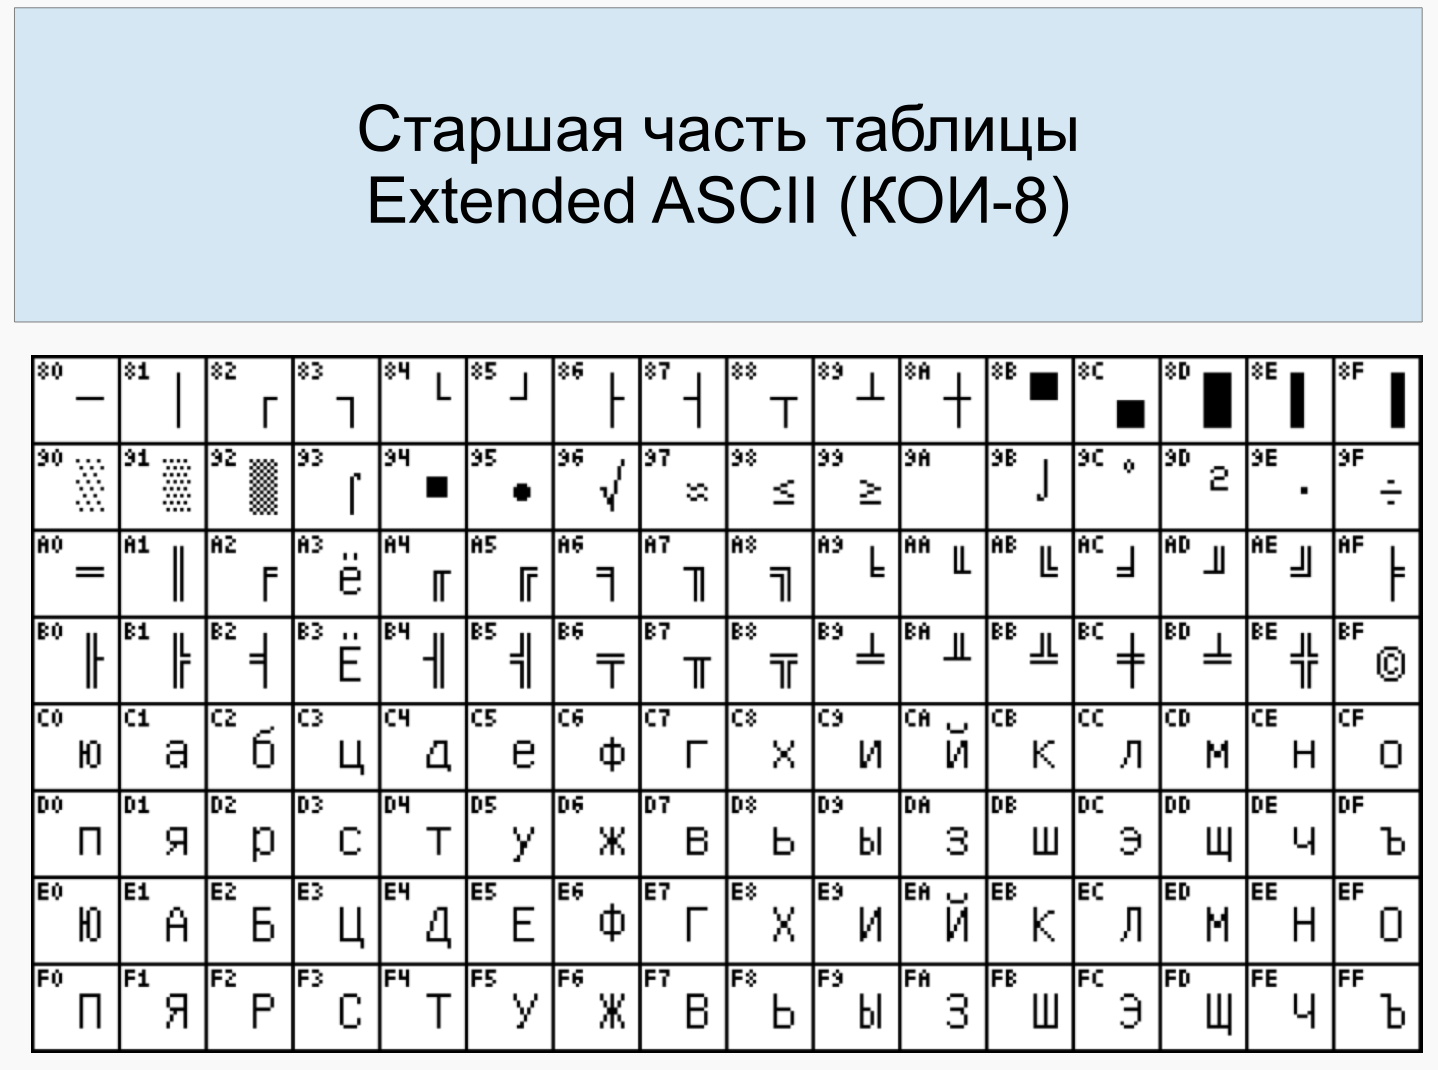 Старшая часть таблицы
Extended ASCII (КОИ-8)
80 ─ 81 │ 82 ┌ 83 ┐ 84 └ 85 ┘ 86 ├ 87 ┤ 88 ┬ 89 ┴ 8A ┼ 8B ▀ 8C ▄ 8D █ 8E ▌ 8F ▐
90 ░ 91 ▒ 92 ▓ 93 ⌠ 94 ■ 95 ∙ 96 √ 97 ≈ 98 ≤ 99 ≥ 9A 9B ⌡ 9C ° 9D ² 9E · 9F ÷
A0 ═ A1 ║ A2 ╒ A3 ё A4 ╓ A5 ╔ A6 ╕ A7 ╖ A8 ╗ A9 ╘ AA ╙ AB ╚ AC ╛ AD ╜ AE ╝ AF ╞
B0 ╟ B1 ╠ B2 ╡ B3 Ё B4 ╢ B5 ╣ B6 ╤ B7 ╥ B8 ╦ B9 ╧ BA ╨ BB ╩ BC ╪ BD ╧ BE ╬ BF ©
C0 ю C1 а C2 б C3 ц C4 д C5 е C6 ф C7 г C8 х C9 и CA й CB к CC л CD м CE н CF о
D0 п D1 я D2 р D3 с D4 т D5 у D6 ж D7 в D8 ь D9 ы DA з DB ш DC э DD щ DE ч DF ъ
E0 Ю E1 А E2 Б E3 Ц E4 Д E5 Е E6 Ф E7 Г E8 Х E9 И EA Й EB К EC Л ED М EE Н EF О
F0 П F1 Я F2 Р F3 С F4 Т F5 У F6 Ж F7 В F8 Ь F9 Ы FA З FB Ш FC Э FD Щ FE Ч FF Ъ